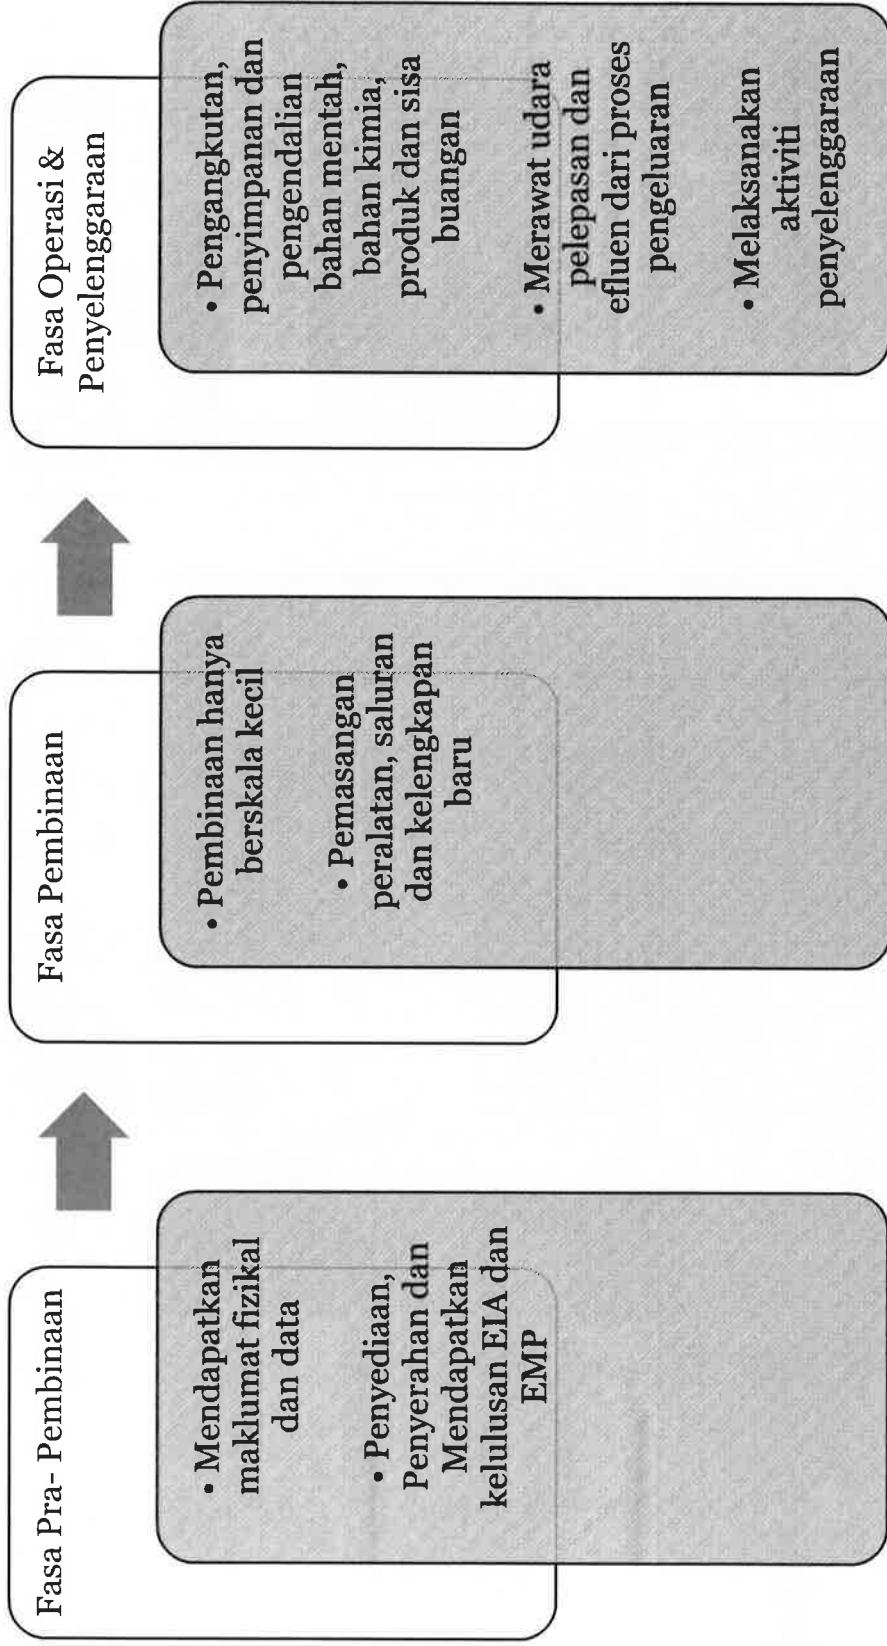 Fasa Pra- Pembinaan
• Mendapatkan
maklumat fizikal
dan data
• Penyediaan,
Penyerahan dan
Mendapatkan
kelulusan EIA dan
EMP
Fasa Pembinaan
• Pembinaan hanya
berskala kecil
• Pemasangan
peralatan, saluran
dan kelengkapan
baru
Fasa Operasi &
Penyelenggaraan
• Pengangkutan,
penyimpanan dan
pengendalian
bahan mentah,
bahan kimia,
produk dan sisa
buangan
• Merawat udara
pelepasan dan
efluen dari proses
pengeluaran
• Melaksanakan
aktiviti
penyelenggaraan